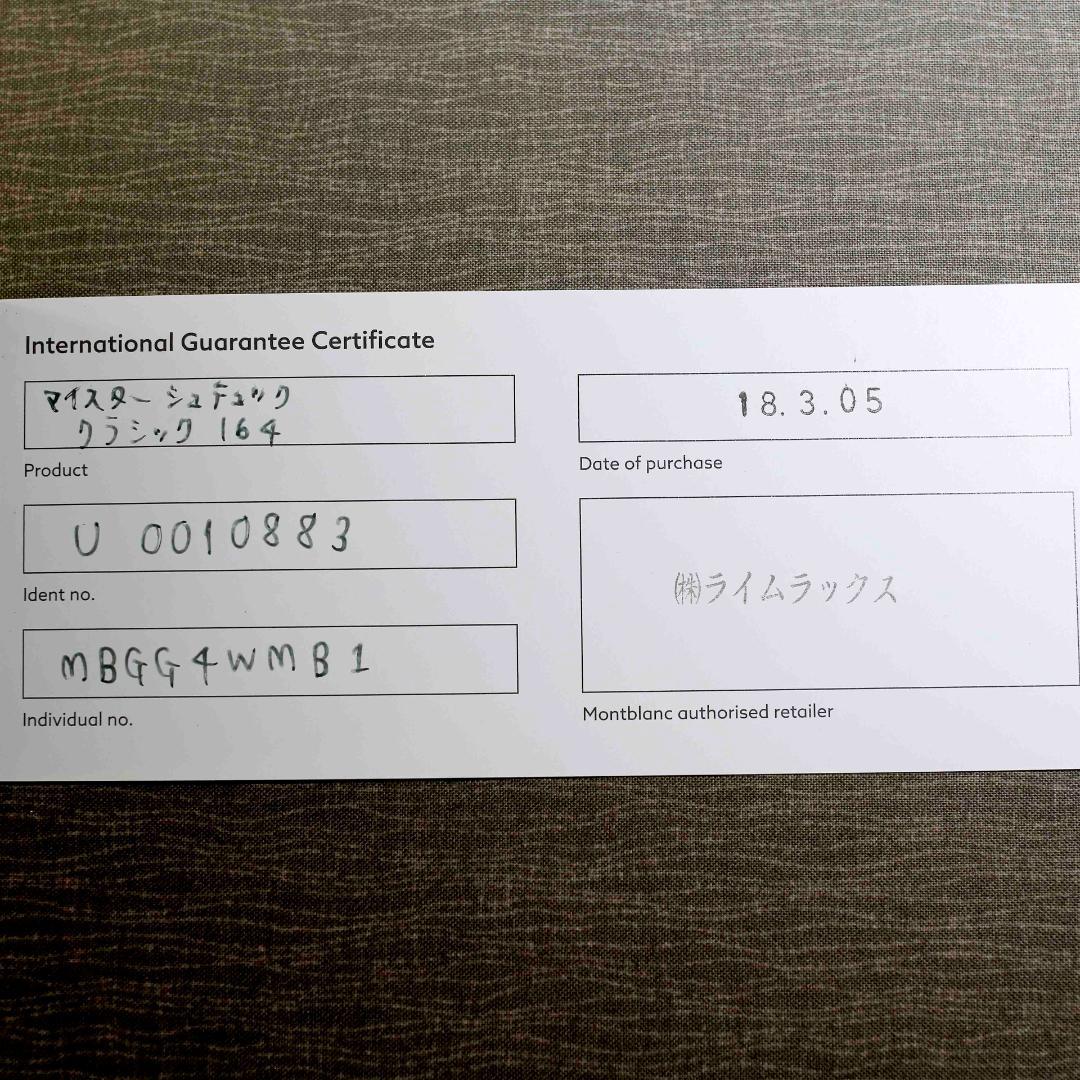 International Guarantee Certificate
マイスターシュテュック
クラシック 164
Product
U 0010883
Ident no.
MBGG4WMB1
Individual no.
18.3.05
Date of purchase
㈱ライムラックス
Montblanc authorised retailer